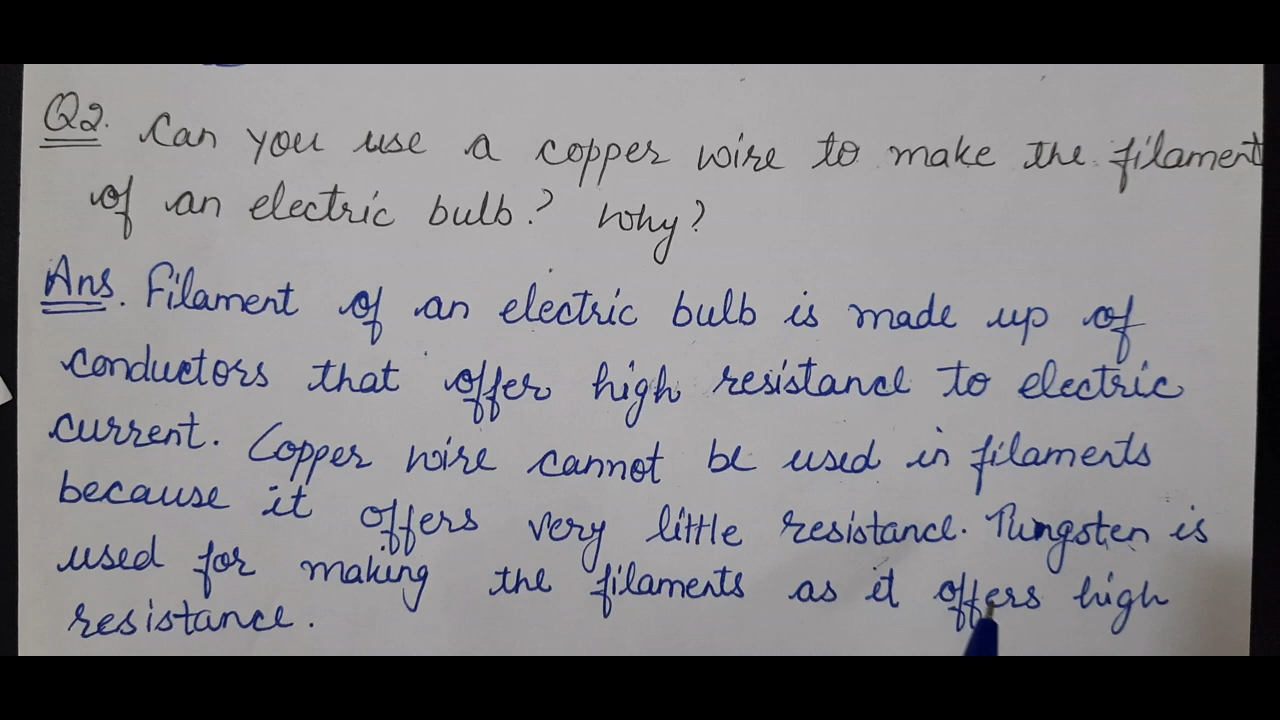 Q2. Can you use a copper wire to make the filament
of an electric bulb? Why?
Ans. Filament of an electric bulb is made up of
conductors that offer high resistance to electric
current. Copper wire cannot be used in filaments
because it offers very little resistance. Tungsten is
used for making the filaments as it offers high
resistance.